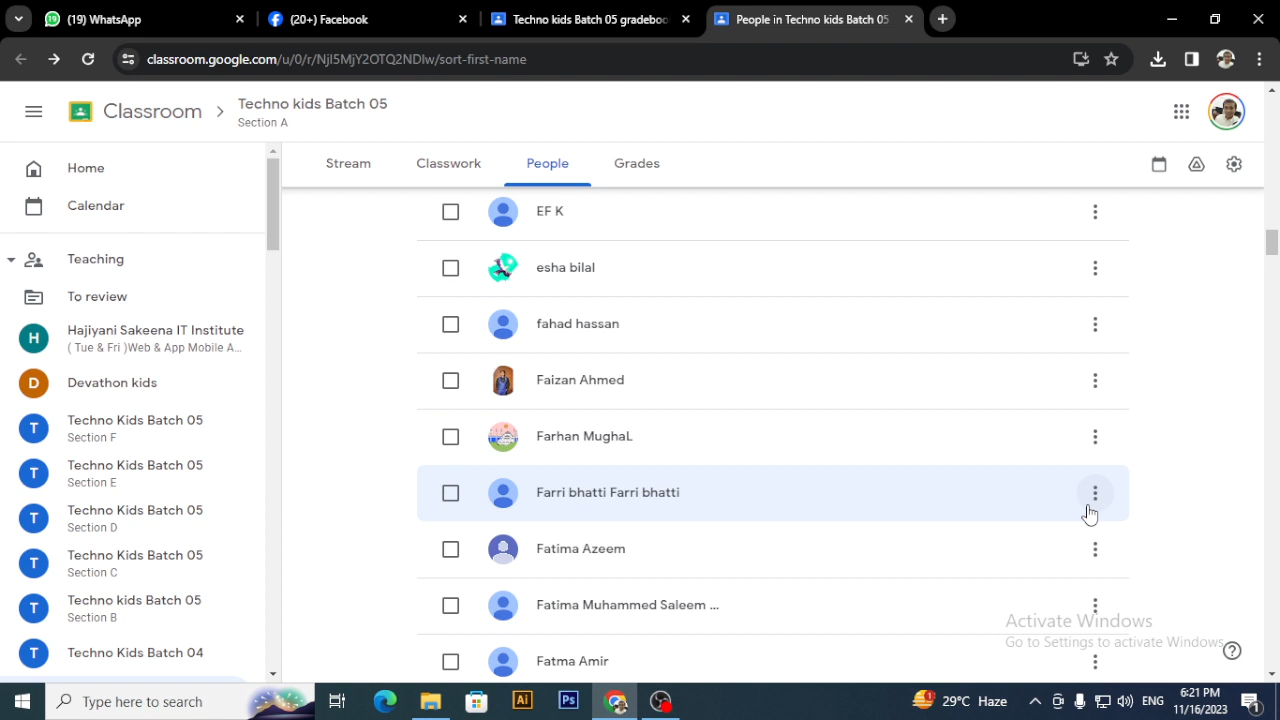 (19) WhatsApp
(20+) Facebook
Techno kids Batch 05 gradeboo
People in Techno kids Batch 05
classroom.google.com/u/0/r/NjI5MjY2OTQ2NDIw/sort-first-name
Classroom
Techno kids Batch 05
Section A
Home
Calendar
Teaching
To review
H
Hajiyani Sakeena IT Institute
( Tue & Fri )Web & App Mobile A...
D
Devathon kids
T
Techno Kids Batch 05
Section F
T
Techno Kids Batch 05
Section E
T
Techno Kids Batch 05
Section D
T
Techno Kids Batch 05
Section C
T
Techno kids Batch 05
Section B
T
Techno Kids Batch 04
Stream
Classwork
People
Grades
EF K
esha bilal
fahad hassan
Faizan Ahmed
Farhan MughaL
Farri bhatti Farri bhatti
Fatima Azeem
Fatima Muhammed Saleem ...
Fatma Amir
Activate Windows
Go to Settings to activate Windows.
Type here to search
Ai
Ps
1
29°C Haze
ENG
6:21 PM
11/16/2023
1